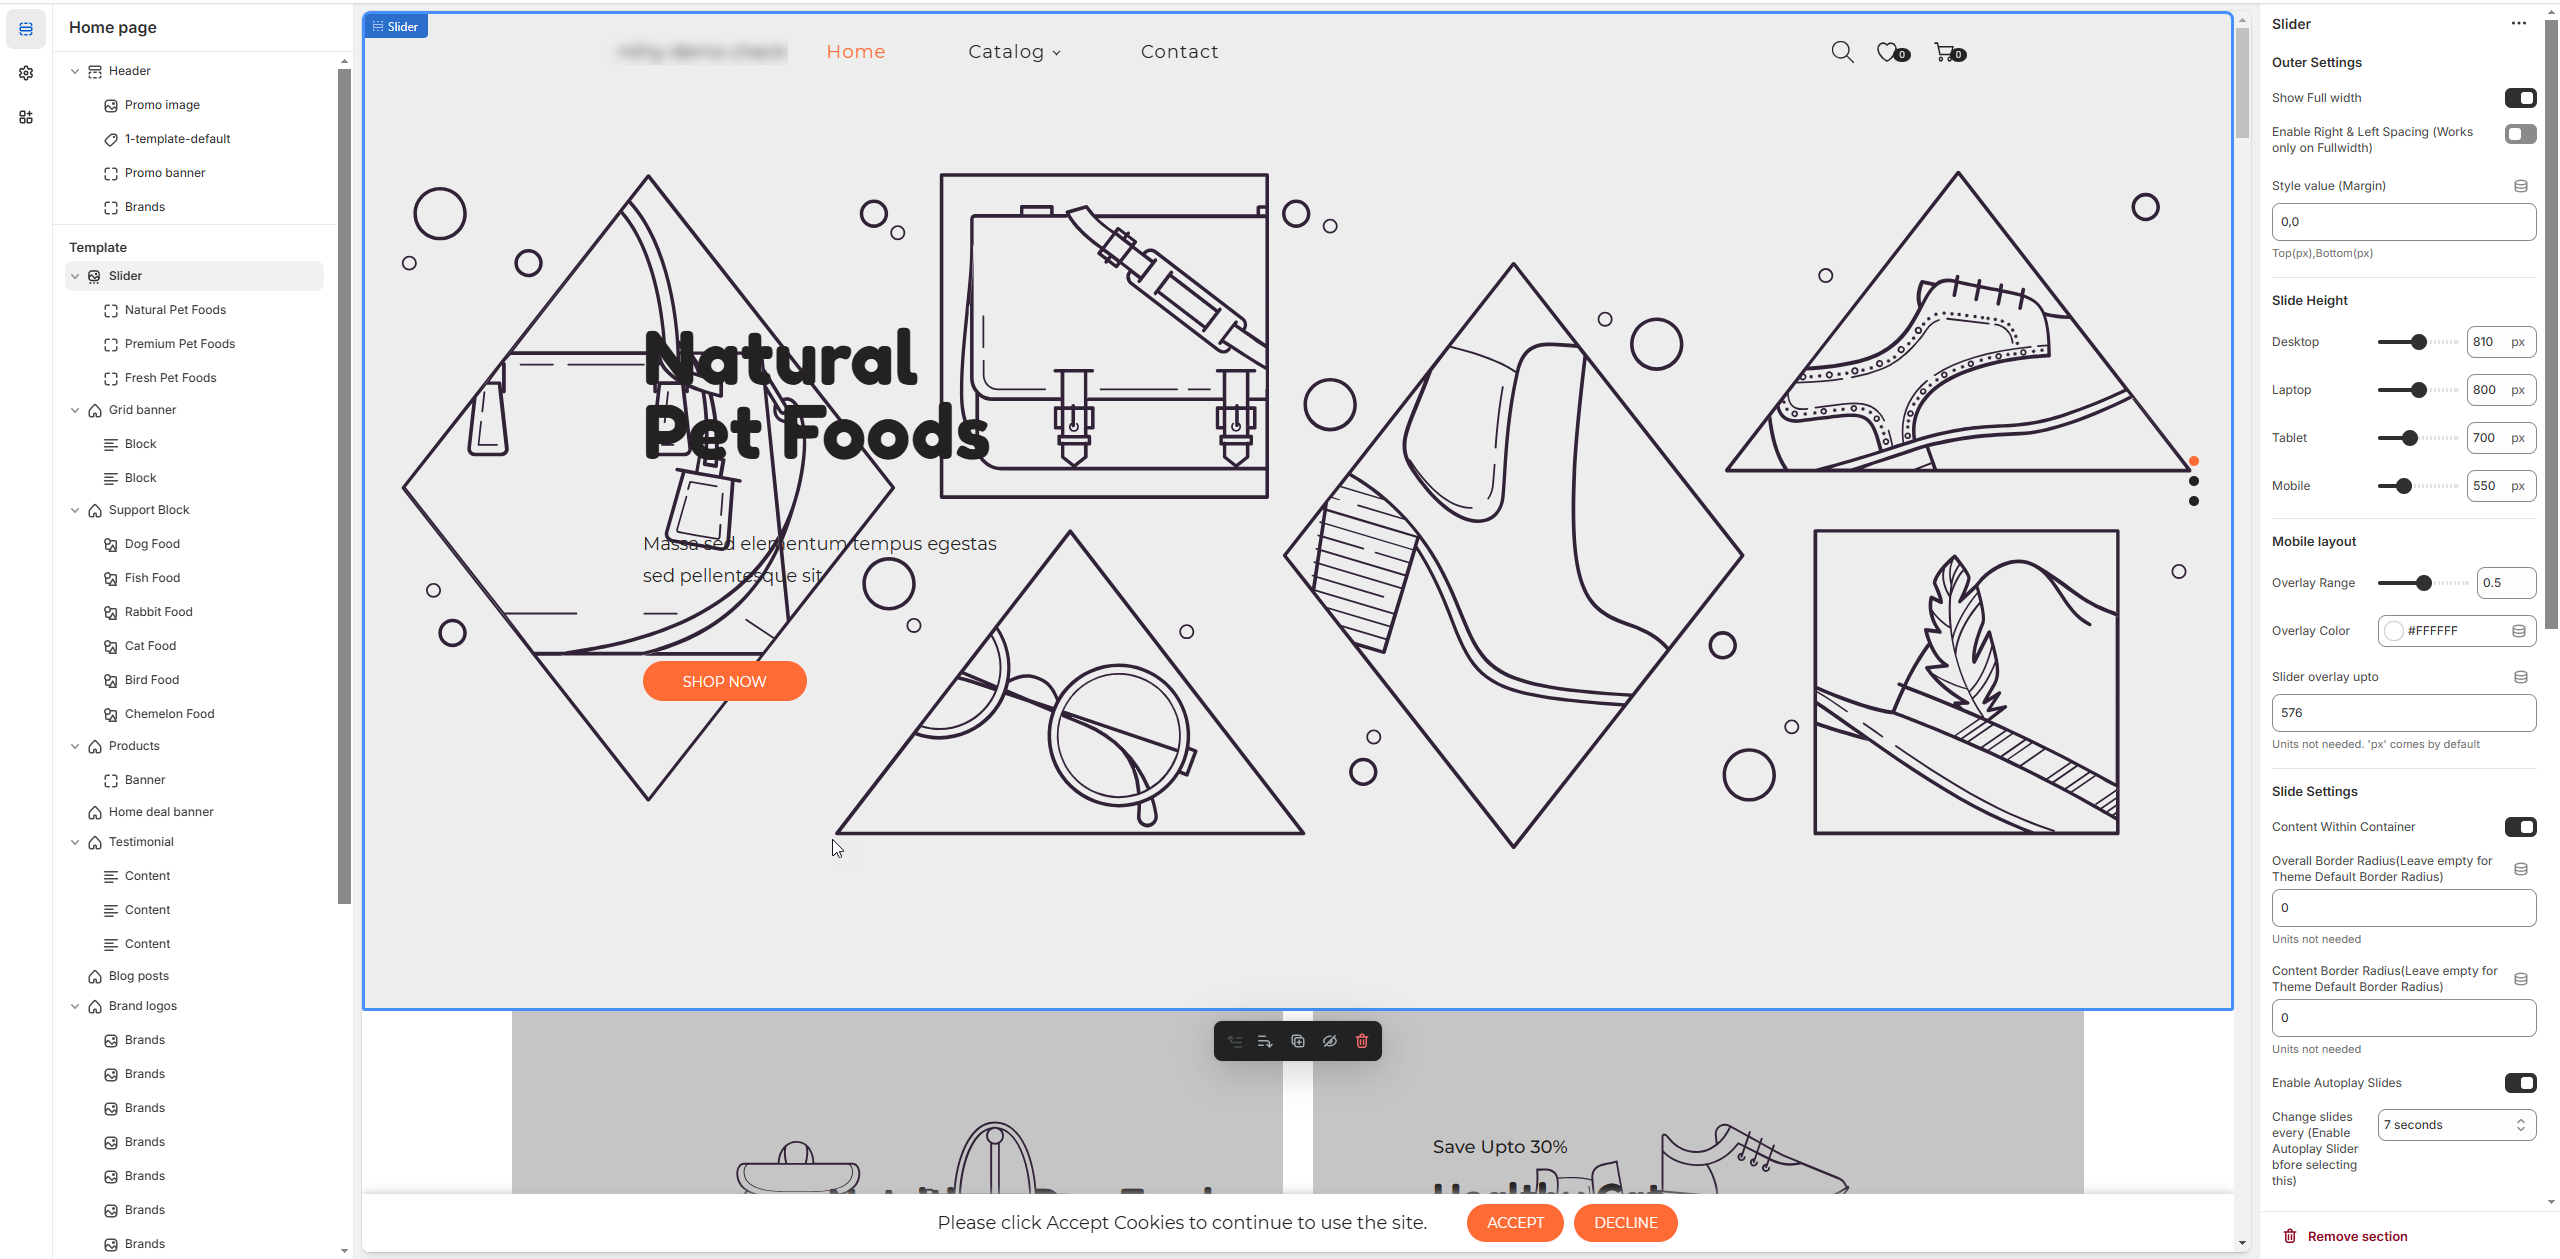 Home page
Header
Promo image
1-template-default
Promo banner
Brands
Template
Slider
Natural Pet Foods
Premium Pet Foods
Fresh Pet Foods
Grid banner
Block
Block
Support Block
Dog Food
Fish Food
Rabbit Food
Cat Food
Bird Food
Chemelon Food
Products
Banner
Home deal banner
Testimonial
Content
Content
Content
Blog posts
Brand logos
Brands
Brands
Brands
Brands
Brands
Brands
Brands
Slider
Home
Catalog
Contact
0
0
Natural
Pet Foods
Massa sed elementum tempus egestas
sed pellentesque sit
SHOP NOW
Save Upto 30%
Please click Accept Cookies to continue to use the site.
ACCEPT
DECLINE
Slider
Outer Settings
Show Full width
Enable Right & Left Spacing (Works
only on Fullwidth)
Style value (Margin)
0,0
Top(px),Bottom(px)
Slide Height
Desktop
810 px
Laptop
800 px
Tablet
700 px
Mobile
550 px
Mobile layout
Overlay Range
0.5
Overlay Color
#FFFFFF
Slider overlay upto
576
Units not needed. 'px' comes by default
Slide Settings
Content Within Container
Overall Border Radius(Leave empty for
Theme Default Border Radius)
0
Units not needed
Content Border Radius(Leave empty for
Theme Default Border Radius)
0
Units not needed
Enable Autoplay Slides
Change slides
every (Enable
Autoplay Slider
bfore selecting
this)
7 seconds
Remove section